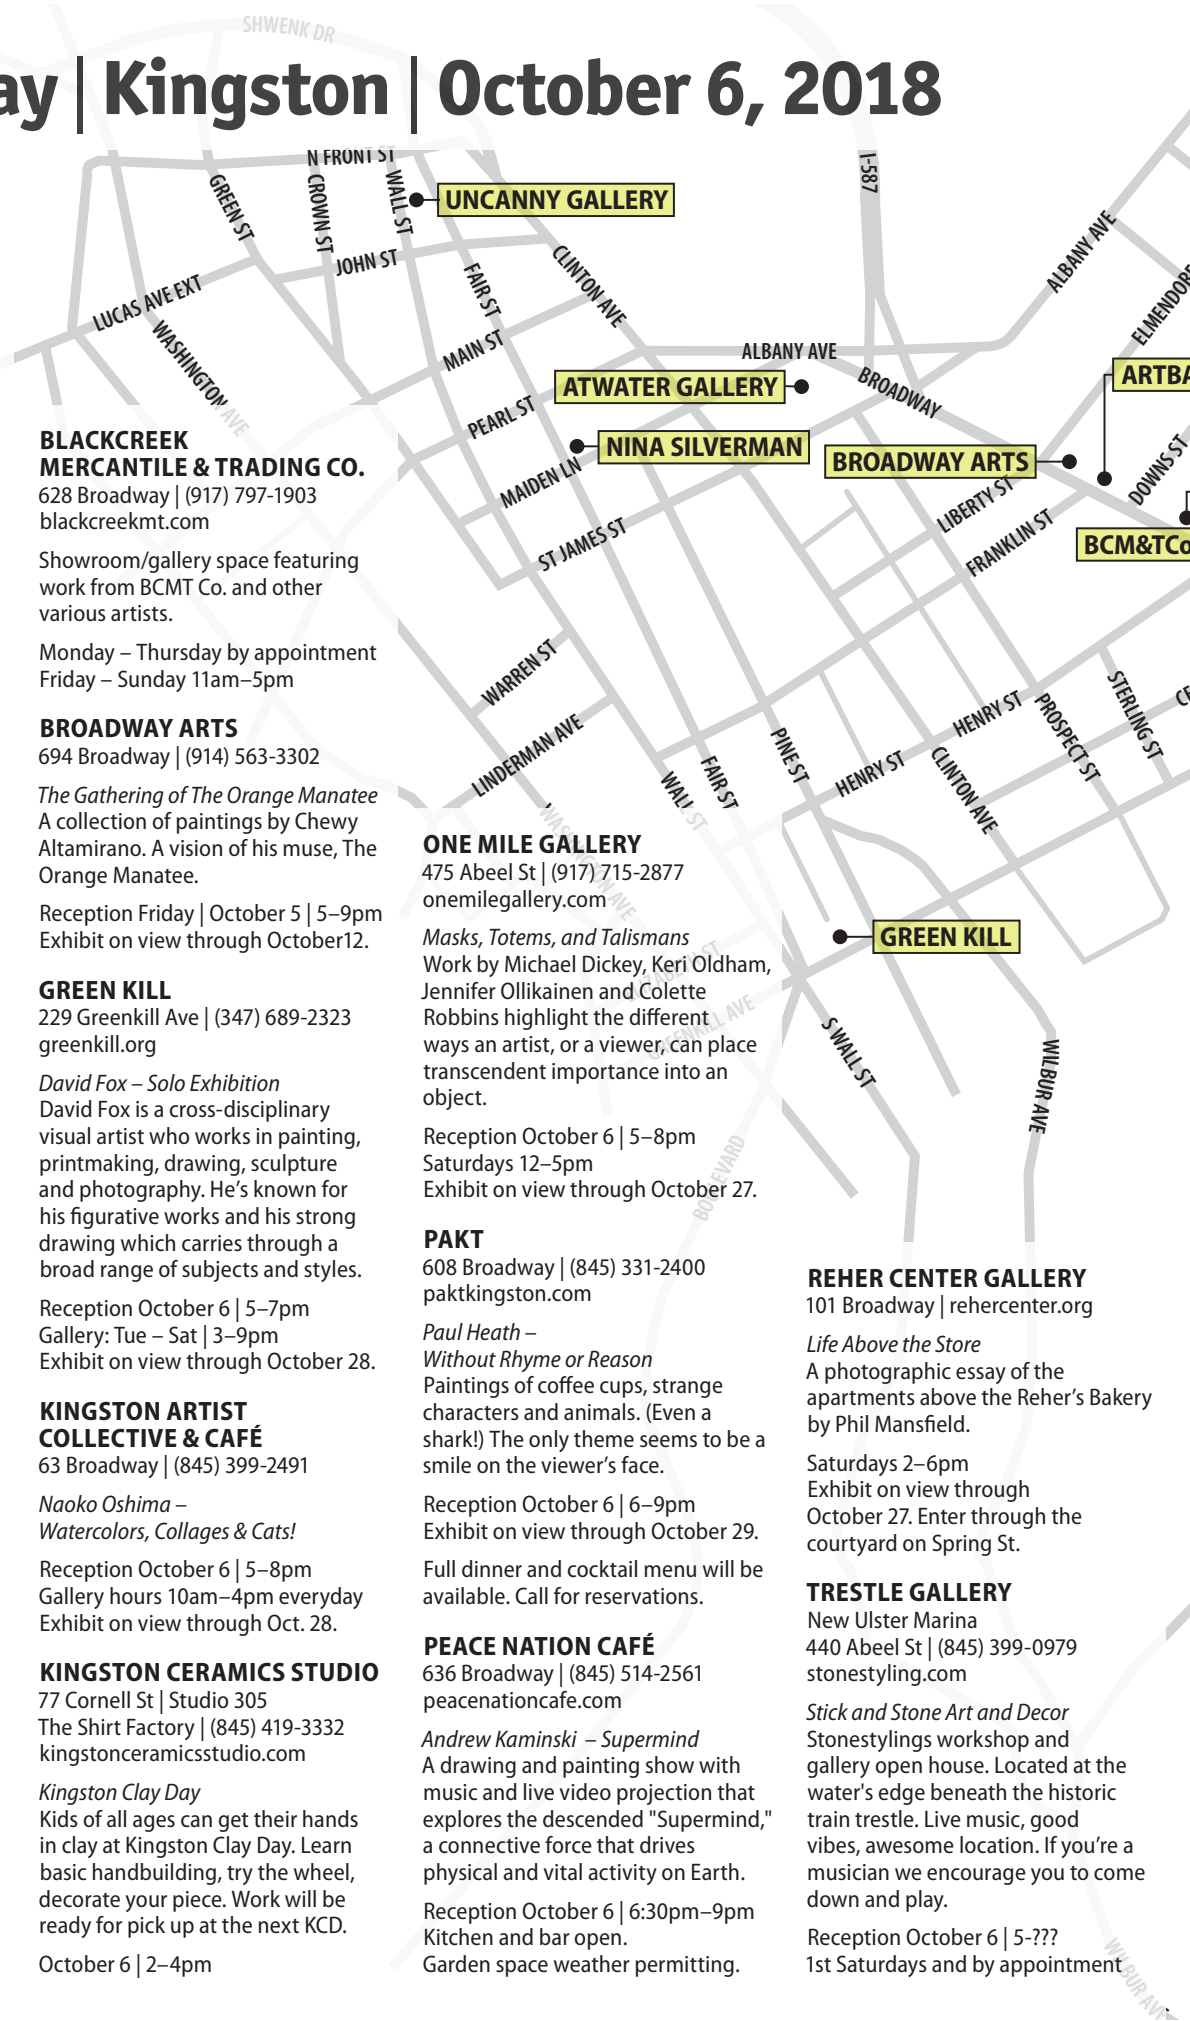 SHWENK DR
ay | Kingston | October 6, 2018
N FRONT ST
GREEN ST
CROWN ST
WALL ST
UNCANNY GALLERY
I-587
JOHN ST
LUCAS AVE EXT
WASHINGTON AVE
FAIR ST
CLINTON AVE
MAIN ST
ALBANY AVE
ELMENDORF
ALBANY AVE
ATWATER GALLERY
BROADWAY
ARTBA
PEARL ST
NINA SILVERMAN
BROADWAY ARTS
DOWNS ST
MAIDEN LN
LIBERTY ST
FRANKLIN ST
BCM&TCo
ST JAMES ST
WARREN ST
LINDERMAN AVE
WALL ST
FAIR ST
PINE ST
HENRY ST
HENRY ST
CLINTON AVE
PROSPECT ST
STERLING ST
CE
WASHINGTON AVE
ELIZABETH ST
GREENKILL AVE
GREEN KILL
S WALL ST
WILBUR AVE
BOULEVARD
WILBUR AVE
BLACKCREEK
MERCANTILE & TRADING CO.
628 Broadway | (917) 797-1903
blackcreekmt.com
Showroom/gallery space featuring
work from BCMT Co. and other
various artists.
Monday – Thursday by appointment
Friday – Sunday 11am–5pm
BROADWAY ARTS
694 Broadway | (914) 563-3302
The Gathering of The Orange Manatee
A collection of paintings by Chewy
Altamirano. A vision of his muse, The
Orange Manatee.
Reception Friday | October 5 | 5–9pm
Exhibit on view through October12.
GREEN KILL
229 Greenkill Ave | (347) 689-2323
greenkill.org
David Fox – Solo Exhibition
David Fox is a cross-disciplinary
visual artist who works in painting,
printmaking, drawing, sculpture
and photography. He’s known for
his figurative works and his strong
drawing which carries through a
broad range of subjects and styles.
Reception October 6 | 5–7pm
Gallery: Tue – Sat | 3–9pm
Exhibit on view through October 28.
KINGSTON ARTIST
COLLECTIVE & CAFÉ
63 Broadway | (845) 399-2491
Naoko Oshima –
Watercolors, Collages & Cats!
Reception October 6 | 5–8pm
Gallery hours 10am–4pm everyday
Exhibit on view through Oct. 28.
KINGSTON CERAMICS STUDIO
77 Cornell St | Studio 305
The Shirt Factory | (845) 419-3332
kingstonceramicsstudio.com
Kingston Clay Day
Kids of all ages can get their hands
in clay at Kingston Clay Day. Learn
basic handbuilding, try the wheel,
decorate your piece. Work will be
ready for pick up at the next KCD.
October 6 | 2–4pm
ONE MILE GALLERY
475 Abeel St | (917) 715-2877
onemilegallery.com
Masks, Totems, and Talismans
Work by Michael Dickey, Keri Oldham,
Jennifer Ollikainen and Colette
Robbins highlight the different
ways an artist, or a viewer, can place
transcendent importance into an
object.
Reception October 6 | 5–8pm
Saturdays 12–5pm
Exhibit on view through October 27.
PAKT
608 Broadway | (845) 331-2400
paktkingston.com
Paul Heath –
Without Rhyme or Reason
Paintings of coffee cups, strange
characters and animals. (Even a
shark!) The only theme seems to be a
smile on the viewer’s face.
Reception October 6 | 6–9pm
Exhibit on view through October 29.
Full dinner and cocktail menu will be
available. Call for reservations.
PEACE NATION CAFÉ
636 Broadway | (845) 514-2561
peacenationcafe.com
Andrew Kaminski – Supermind
A drawing and painting show with
music and live video projection that
explores the descended "Supermind,"
a connective force that drives
physical and vital activity on Earth.
Reception October 6 | 6:30pm–9pm
Kitchen and bar open.
Garden space weather permitting.
REHER CENTER GALLERY
101 Broadway | rehercenter.org
Life Above the Store
A photographic essay of the
apartments above the Reher’s Bakery
by Phil Mansfield.
Saturdays 2–6pm
Exhibit on view through
October 27. Enter through the
courtyard on Spring St.
TRESTLE GALLERY
New Ulster Marina
440 Abeel St | (845) 399-0979
stonestyling.com
Stick and Stone Art and Decor
Stonestylings workshop and
gallery open house. Located at the
water's edge beneath the historic
train trestle. Live music, good
vibes, awesome location. If you’re a
musician we encourage you to come
down and play.
Reception October 6 | 5-???
1st Saturdays and by appointment